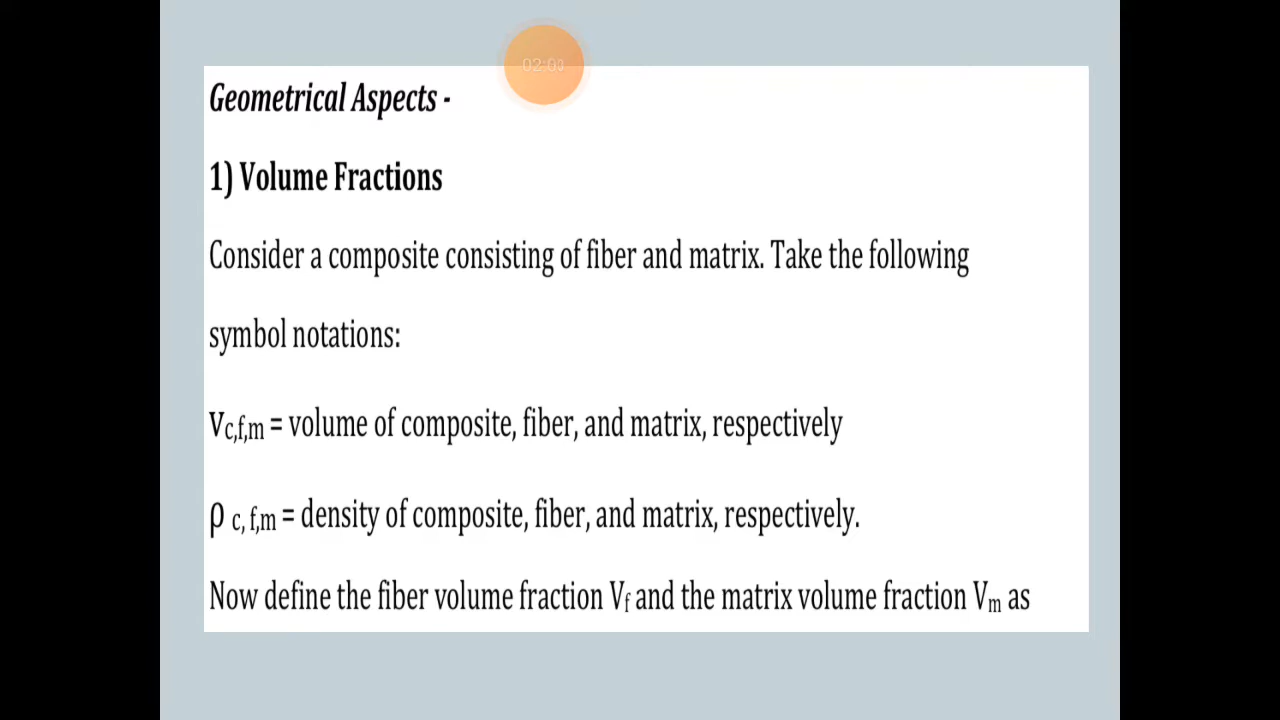 02:00
Geometrical Aspects -
1) Volume Fractions
Consider a composite consisting of fiber and matrix. Take the following
symbol notations:
vc,f,m = volume of composite, fiber, and matrix, respectively
ρ c, f,m = density of composite, fiber, and matrix, respectively.
Now define the fiber volume fraction Vf and the matrix volume fraction Vm as